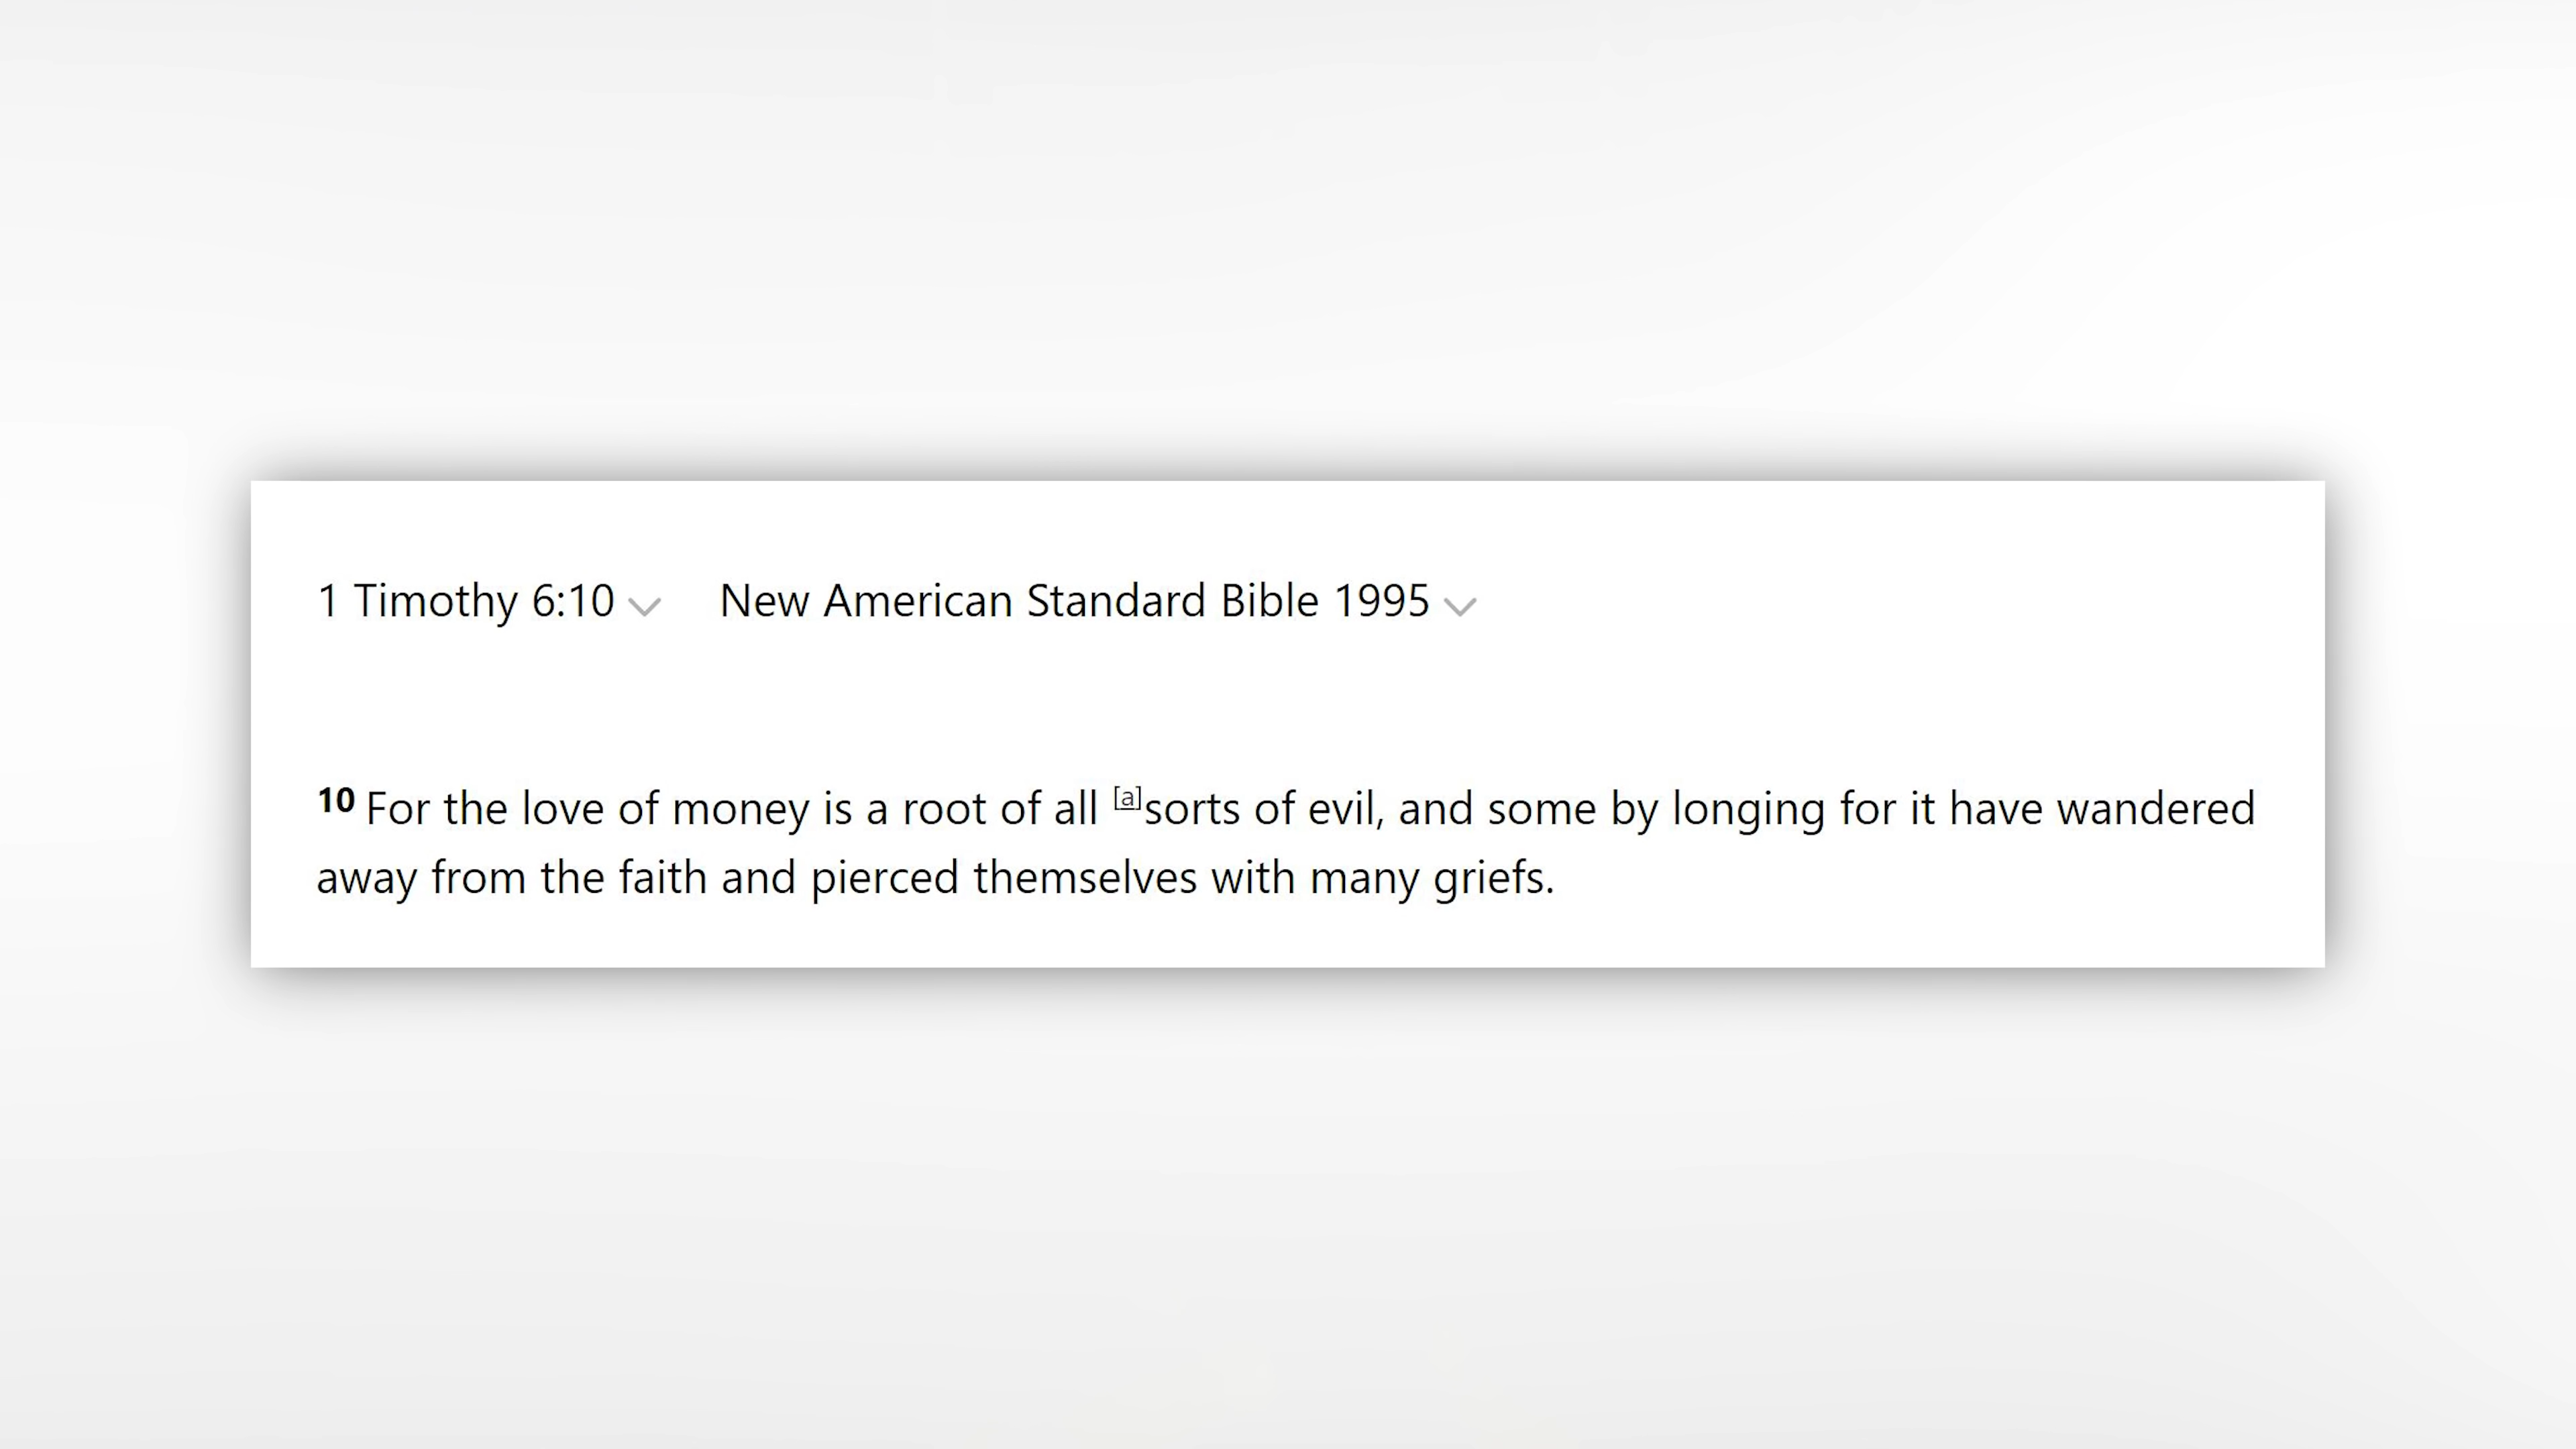 1 Timothy 6:10 New American Standard Bible 1995
10 For the love of money is a root of all [a]sorts of evil, and some by longing for it have wandered
away from the faith and pierced themselves with many griefs.